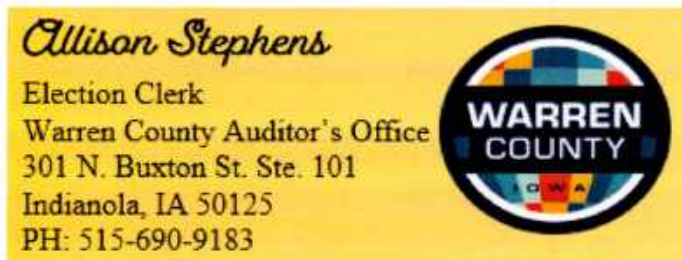 Allison Stephens
Election Clerk
Warren County Auditor's Office
301 N. Buxton St. Ste. 101
Indianola, IA 50125
PH: 515-690-9183
WARREN
COUNTY
IOWA